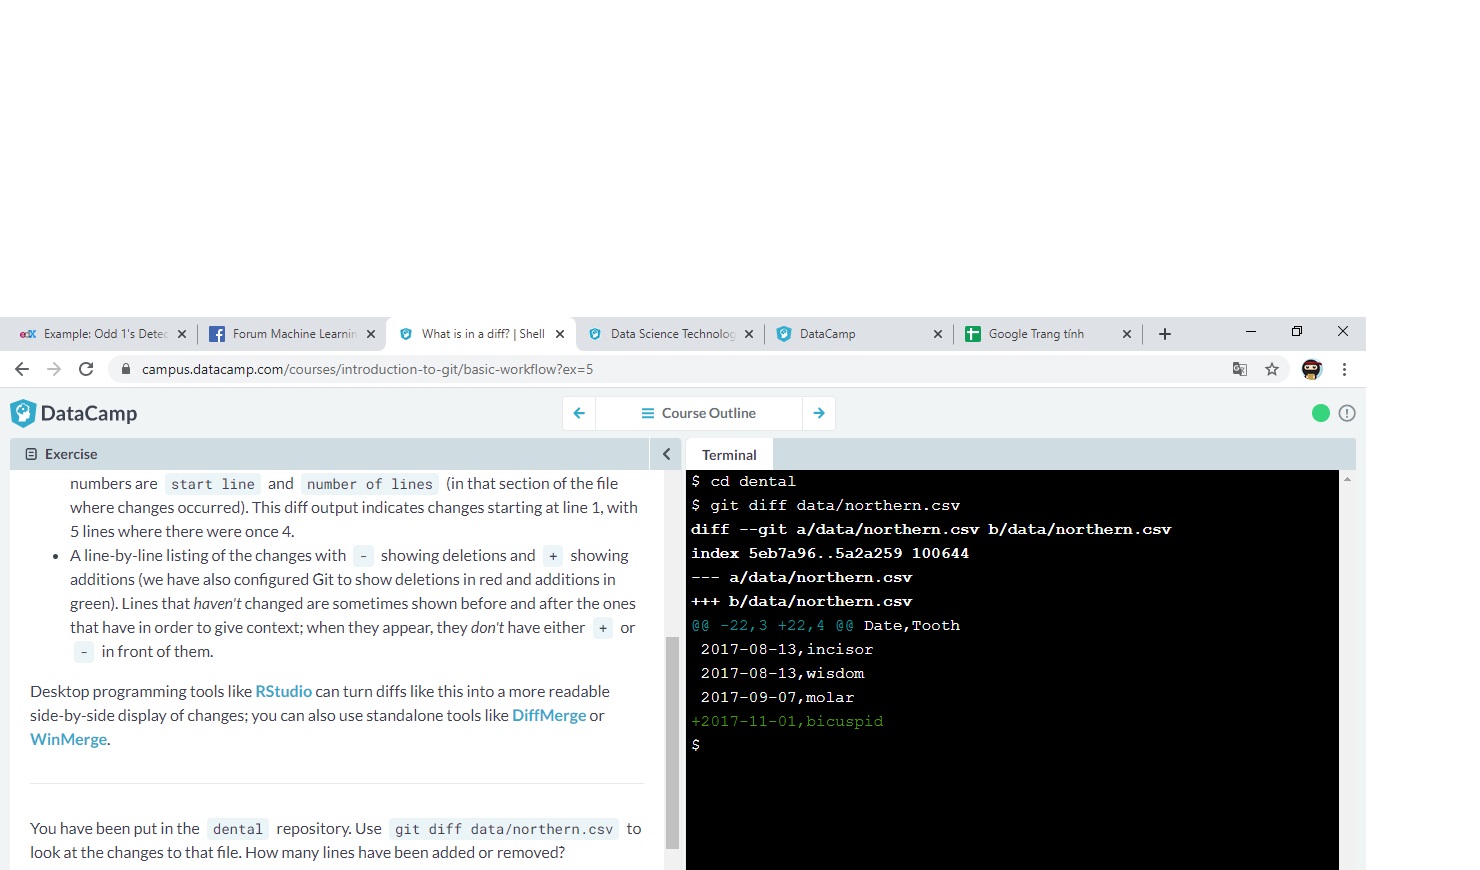 edX Example: Odd 1's Detec
Forum Machine Learnin
What is in a diff? | Shell
Data Science Technolog
DataCamp
Google Trang tính
campus.datacamp.com/courses/introduction-to-git/basic-workflow?ex=5
DataCamp
Course Outline
Exercise
numbers are start line and number of lines (in that section of the file
where changes occurred). This diff output indicates changes starting at line 1, with
5 lines where there were once 4.
• A line-by-line listing of the changes with - showing deletions and + showing
additions (we have also configured Git to show deletions in red and additions in
green). Lines that haven't changed are sometimes shown before and after the ones
that have in order to give context; when they appear, they don't have either + or
- in front of them.
Desktop programming tools like RStudio can turn diffs like this into a more readable
side-by-side display of changes; you can also use standalone tools like DiffMerge or
WinMerge.
You have been put in the dental repository. Use git diff data/northern.csv to
look at the changes to that file. How many lines have been added or removed?
Terminal
$ cd dental
$ git diff data/northern.csv
diff --git a/data/northern.csv b/data/northern.csv
index 5eb7a96..5a2a259 100644
--- a/data/northern.csv
+++ b/data/northern.csv
@@ -22,3 +22,4 @@ Date,Tooth
2017-08-13,incisor
2017-08-13,wisdom
2017-09-07,molar
+2017-11-01,bicuspid
$